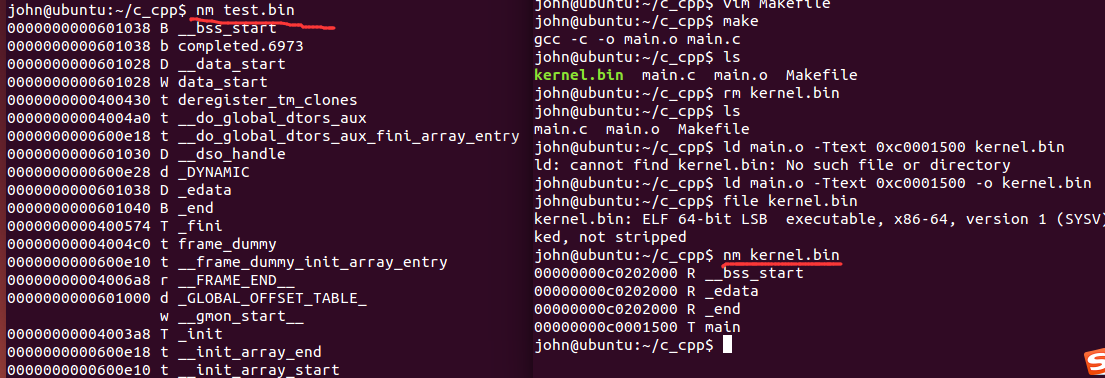 john@ubuntu:~/c_cpp$ nm test.bin
0000000000601038 B __bss_start
0000000000601038 b completed.6973
0000000000601028 D __data_start
0000000000601028 W data_start
0000000000400430 t deregister_tm_clones
00000000004004a0 t __do_global_dtors_aux
0000000000600e18 t __do_global_dtors_aux_fini_array_entry
0000000000601030 D __dso_handle
0000000000600e28 d _DYNAMIC
0000000000601038 D _edata
0000000000601040 B _end
0000000000400574 T _fini
00000000004004c0 t frame_dummy
0000000000600e10 t __frame_dummy_init_array_entry
00000000004006a8 r __FRAME_END__
0000000000601000 d _GLOBAL_OFFSET_TABLE_
w __gmon_start__
00000000004003a8 T _init
0000000000600e18 t __init_array_end
0000000000600e10 t __init_array_start
john@ubuntu:~/c_cpp$ vim Makefile
john@ubuntu:~/c_cpp$ make
gcc -c -o main.o main.c
john@ubuntu:~/c_cpp$ ls
kernel.bin main.c main.o Makefile
john@ubuntu:~/c_cpp$ rm kernel.bin
john@ubuntu:~/c_cpp$ ls
main.c main.o Makefile
john@ubuntu:~/c_cpp$ ld main.o -Ttext 0xc0001500 kernel.bin
ld: cannot find kernel.bin: No such file or directory
john@ubuntu:~/c_cpp$ ld main.o -Ttext 0xc0001500 -o kernel.bin
john@ubuntu:~/c_cpp$ file kernel.bin
kernel.bin: ELF 64-bit LSB executable, x86-64, version 1 (SYSV)
ked, not stripped
john@ubuntu:~/c_cpp$ nm kernel.bin
00000000c0202000 R __bss_start
00000000c0202000 R _edata
00000000c0202000 R _end
00000000c0001500 T main
john@ubuntu:~/c_cpp$